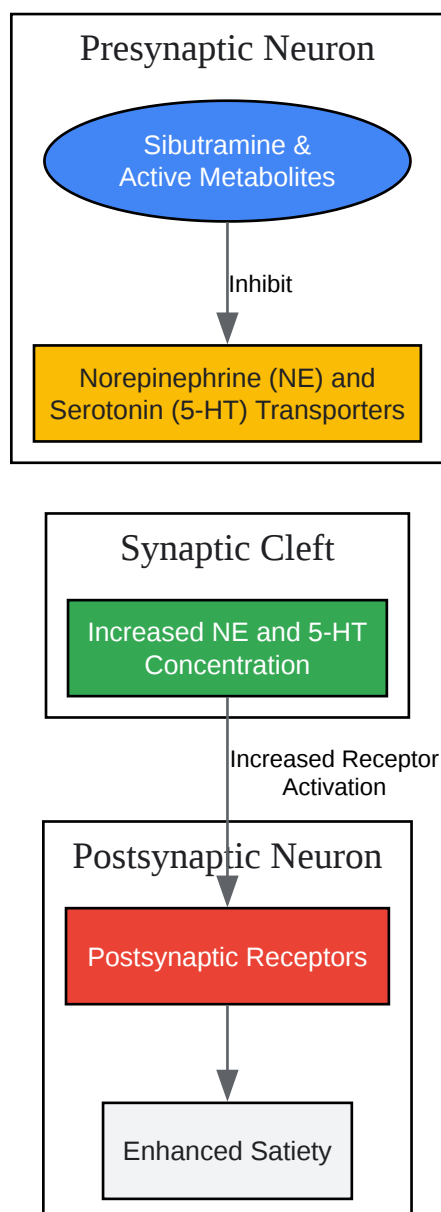 Presynaptic Neuron
Sibutramine &
Active Metabolites
Inhibit
Norepinephrine (NE) and
Serotonin (5-HT) Transporters
Synaptic Cleft
Increased NE and 5-HT
Concentration
Increased Receptor
Activation
Postsynaptic Neuron
Postsynaptic Receptors
Enhanced Satiety